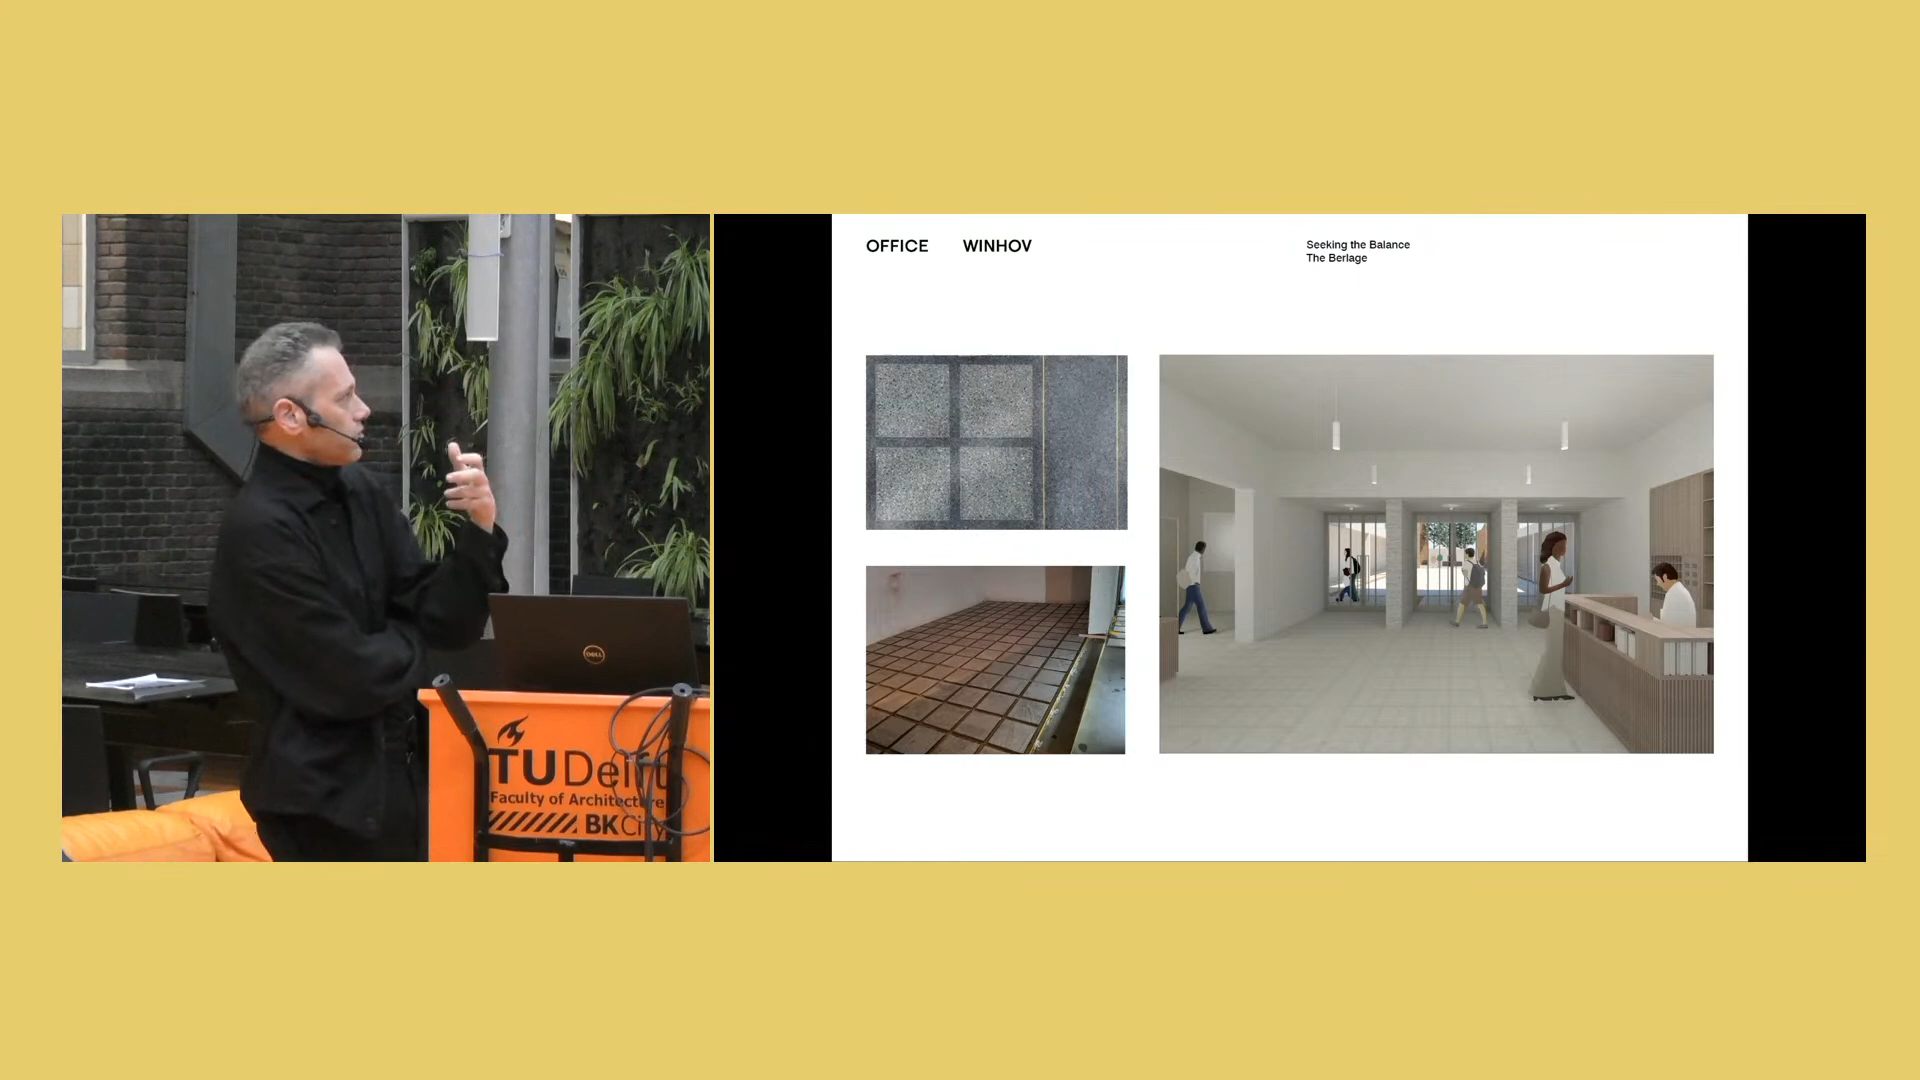 OFFICE WINHOV
Seeking the Balance
The Berlage
DELL
TU Delft
Faculty of Architecture
BK City